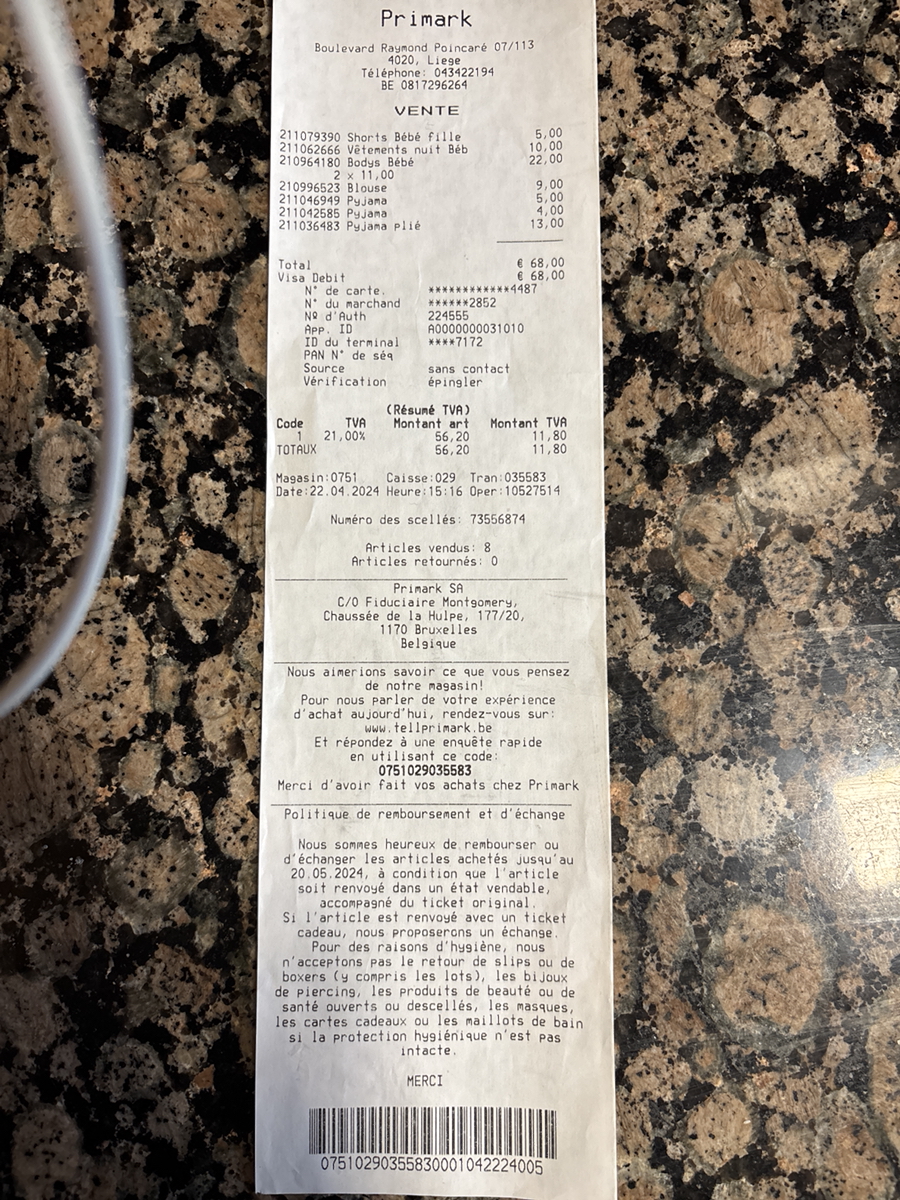 Primark
Boulevard Raymond Poincaré 07/113
4020, Liege
Téléphone: 043422194
BE 0817296264
VENTE
211079390 Shorts Bébé fille 5,00
211062666 Vêtements nuit Béb 10,00
210964180 Bodys Bébé 22,00
2 x 11,00
210996523 Blouse 9,00
211046949 Pyjama 5,00
211042585 Pyjama 4,00
211036483 Pyjama plié 13,00
Total € 68,00
Visa Debit € 68,00
N° de carte. ************4487
N° du marchand ******2852
Nº d'Auth 224555
App. ID A0000000031010
ID du terminal ****7172
PAN N° de séq
Source sans contact
Vérification épingler
(Résumé TVA)
Code TVA Montant art Montant TVA
1 21,00% 56,20 11,80
TOTAUX 56,20 11,80
Magasin:0751 Caisse:029 Tran:035583
Date:22.04.2024 Heure:15:16 Oper:10527514
Numéro des scellés: 73556874
Articles vendus: 8
Articles retournés: 0
Primark SA
C/O Fiduciaire Montgomery,
Chaussée de la Hulpe, 177/20,
1170 Bruxelles
Belgique
Nous aimerions savoir ce que vous pensez
de notre magasin!
Pour nous parler de votre expérience
d'achat aujourd'hui, rendez-vous sur:
www.tellprimark.be
Et répondez à une enquête rapide
en utilisant ce code:
0751029035583
Merci d'avoir fait vos achats chez Primark
Politique de remboursement et d'échange
Nous sommes heureux de rembourser ou
d'échanger les articles achetés jusqu'au
20.05.2024, à condition que l'article
soit renvoyé dans un état vendable,
accompagné du ticket original.
Si l'article est renvoyé avec un ticket
cadeau, nous proposerons un échange.
Pour des raisons d'hygiène, nous
n'acceptons pas le retour de slips ou de
boxers (y compris les lots), les bijoux
de piercing, les produits de beauté ou de
santé ouverts ou descellés, les masques,
les cartes cadeaux ou les maillots de bain
si la protection hygiénique n'est pas
intacte.
MERCI
07510290355830001042224005